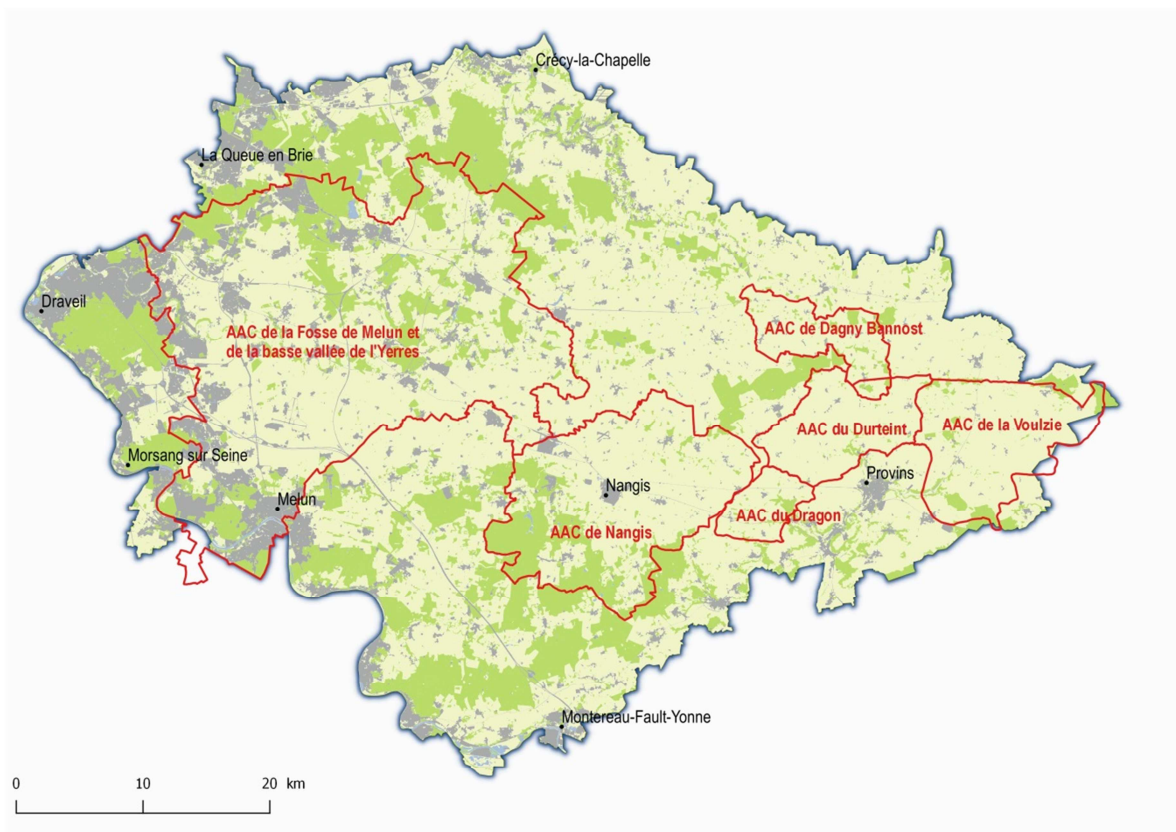 Crécy-la-Chapelle
La Queue en Brie
Draveil
AAC de la Fosse de Melun et
de la basse vallée de l'Yerres
AAC de Dagny Bannost
AAC du Durteint
AAC de la Voulzie
Morsang sur Seine
Provins
Nangis
Melun
AAC du Dragon
AAC de Nangis
Montereau-Fault-Yonne
0 10 20 km